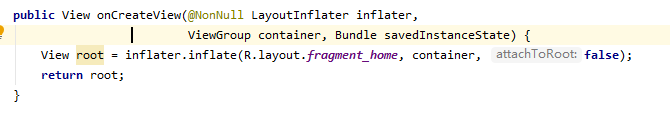 public View onCreateView(@NonNull LayoutInflater inflater,
ViewGroup container, Bundle savedInstanceState) {
View root = inflater.inflate(R.layout.fragment_home, container, attachToRoot: false);
return root;
}